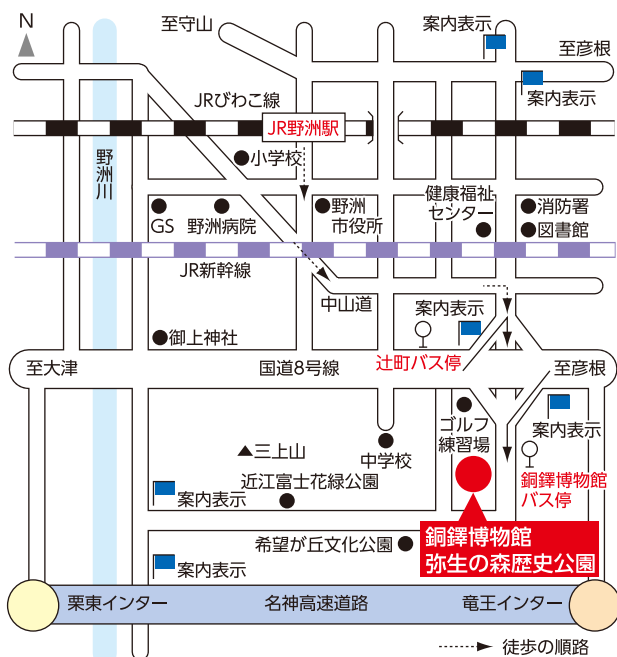 N
至守山
案内表示
至彦根
案内表示
JRびわこ線
JR野洲駅
小学校
野洲川
健康福祉
センター
消防署
図書館
GS
野洲病院
野洲
市役所
JR新幹線
中山道
案内表示
御上神社
辻町バス停
至大津
国道8号線
至彦根
ゴルフ
練習場
案内表示
中学校
三上山
銅鐸博物館
バス停
近江富士花緑公園
案内表示
銅鐸博物館
弥生の森歴史公園
希望が丘文化公園
案内表示
栗東インター
名神高速道路
竜王インター
徒歩の順路